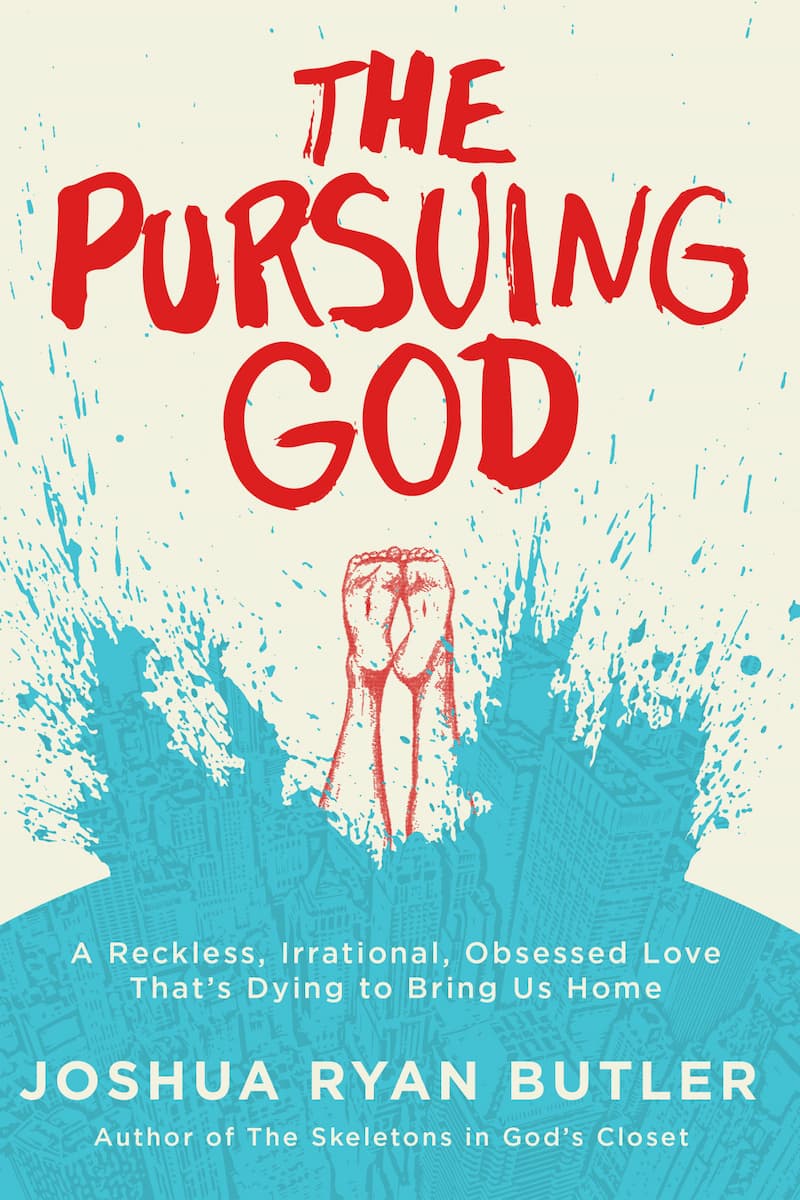 THE
PURSUING
GOD
A Reckless, Irrational, Obsessed Love
That's Dying to Bring Us Home
JOSHUA RYAN BUTLER
Author of The Skeletons in God's Closet